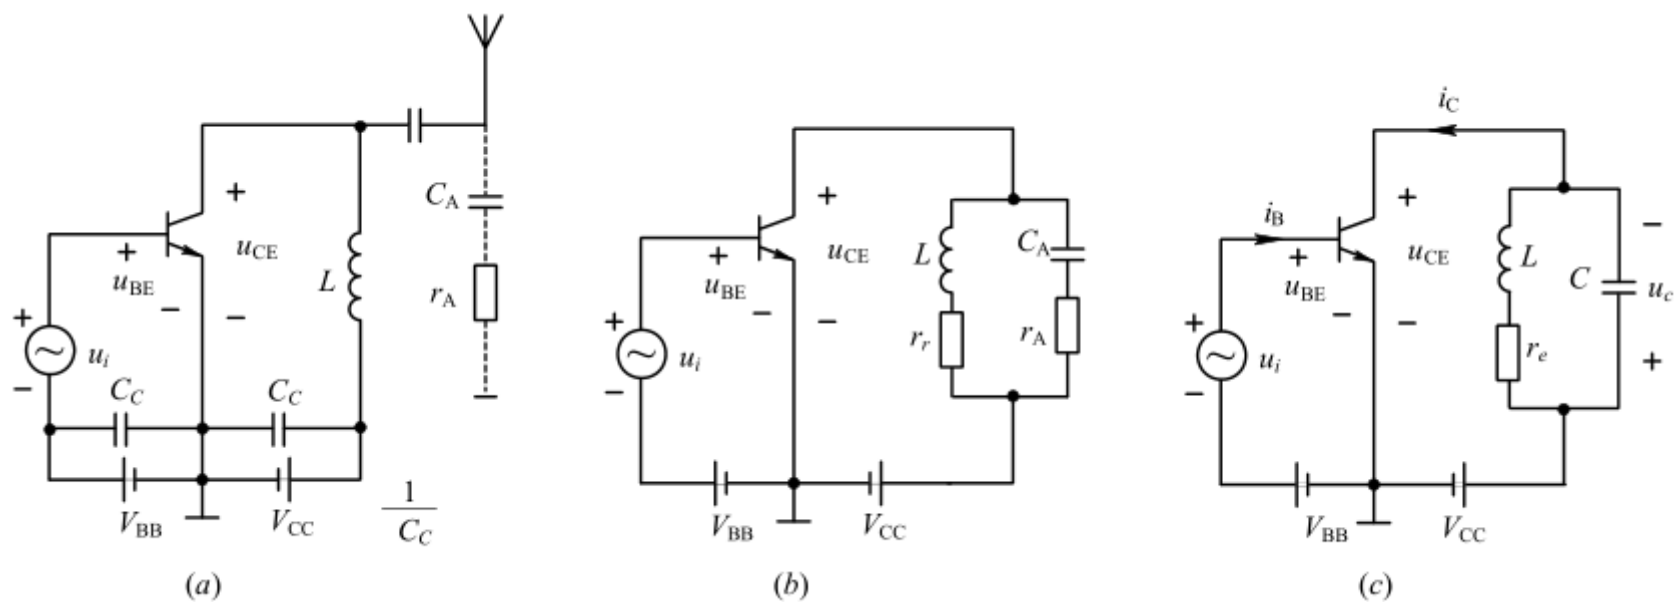 C_A
+
u_CE
+
u_BE
−
−
L
r_A
+
u_i
−
C_C
C_C
V_BB
V_CC
1
C_C
(a)
+
u_CE
+
u_BE
−
−
L
C_A
r_r
r_A
+
u_i
−
V_BB
V_CC
(b)
i_C
i_B
+
u_CE
+
u_BE
−
−
L
C
−
u_c
+
r_e
+
u_i
−
V_BB
V_CC
(c)